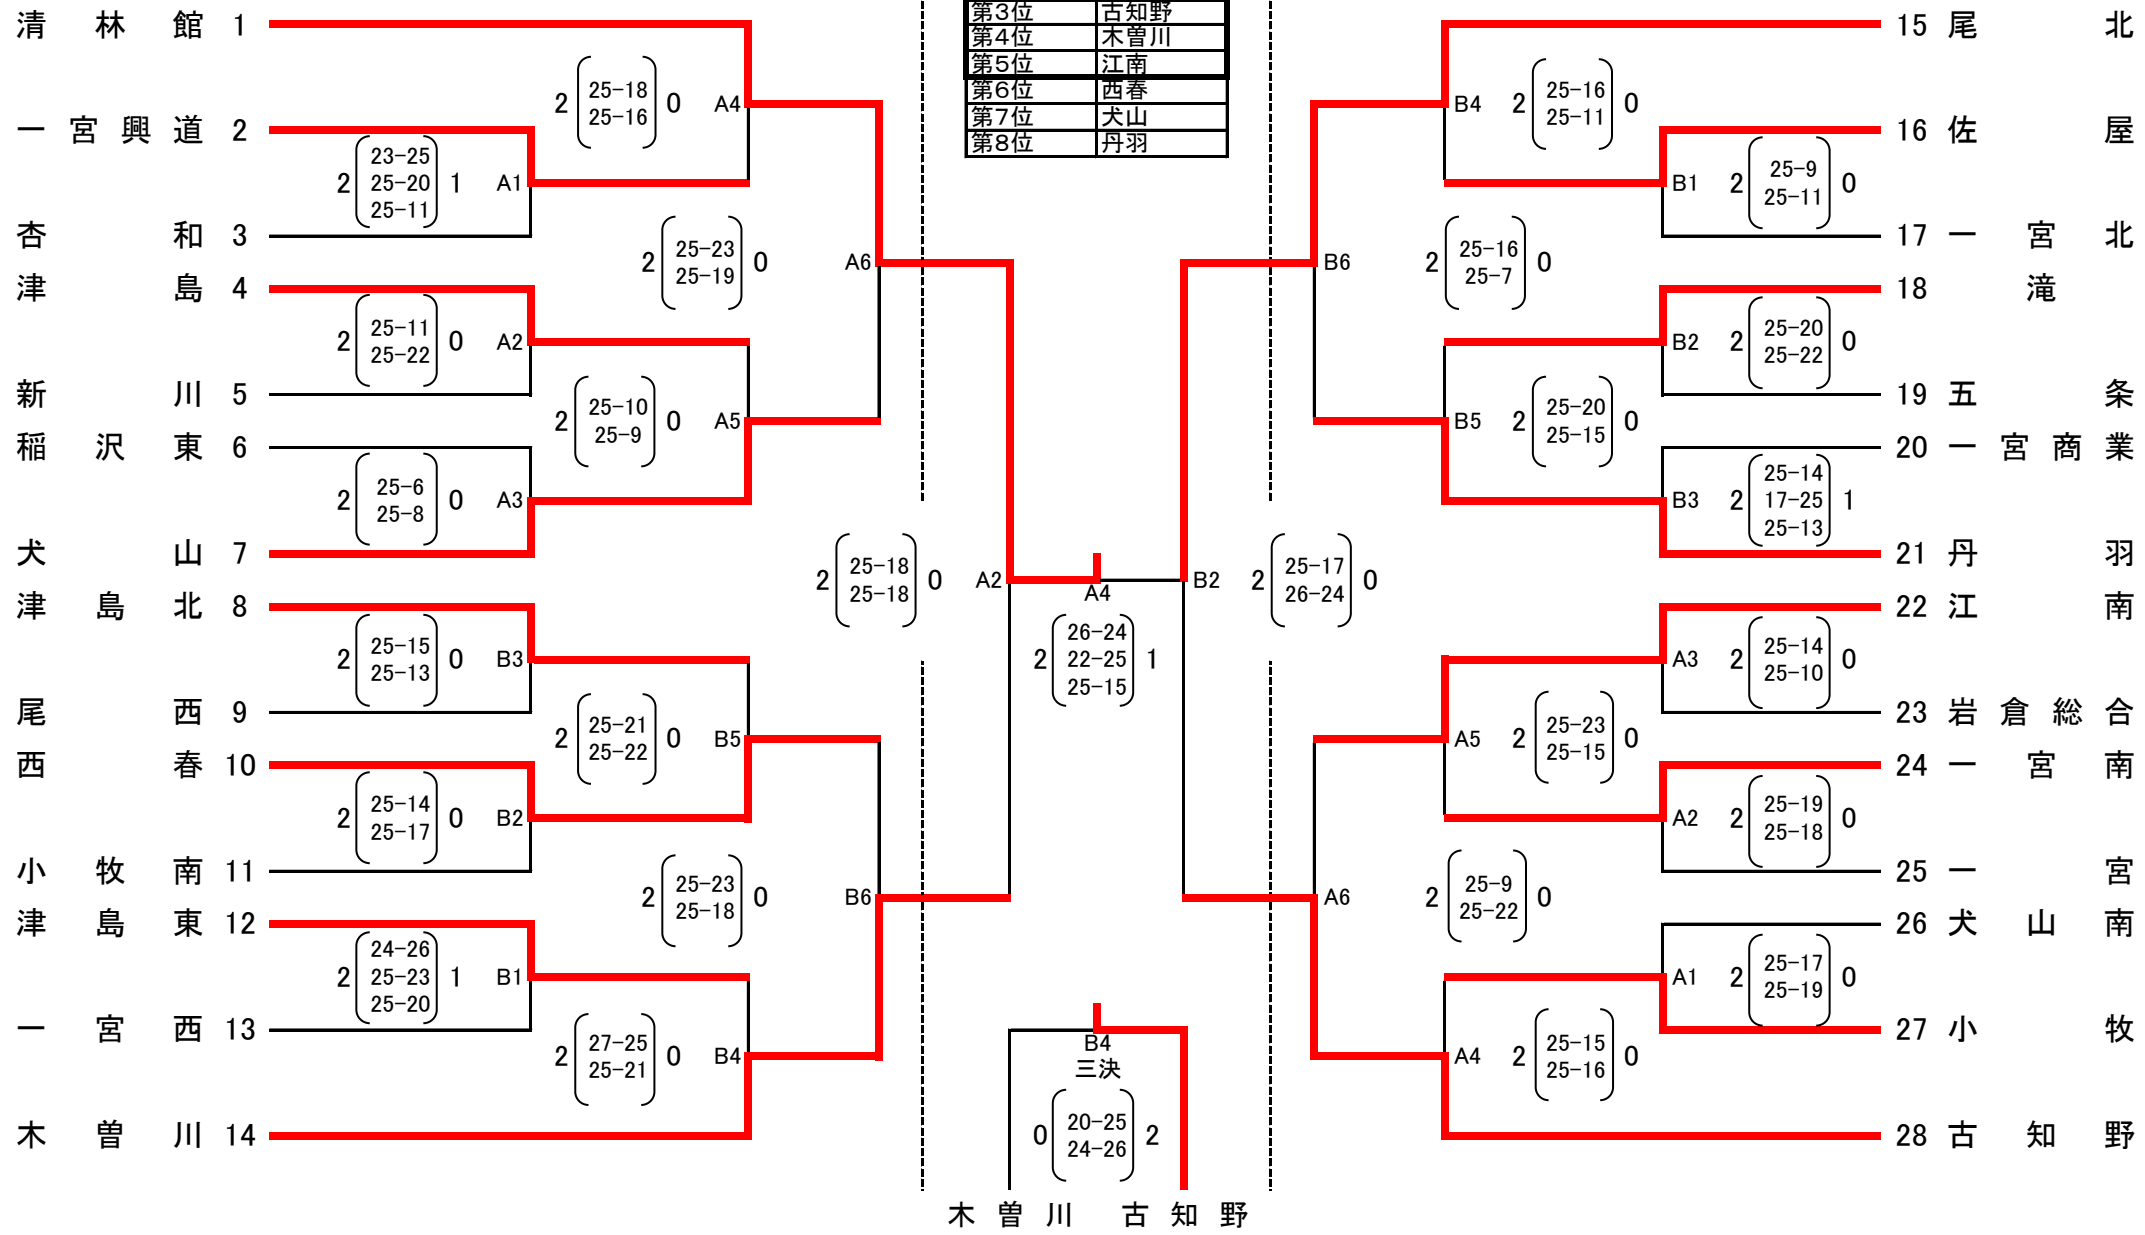 第3位 古知野
第4位 木曽川
第5位 江南
第6位 西春
第7位 犬山
第8位 丹羽
清林館 1
2 25-18 0 A4
25-16
一宮興道 2
23-25
2 25-20 1 A1
25-11
杏和 3
2 25-23 0 A6
25-19
津島 4
2 25-11 0 A2
25-22
新川 5
2 25-10 0 A5
25-9
稲沢東 6
2 25-6 0 A3
25-8
犬山 7
2 25-18 0 A2
25-18
津島北 8
2 25-15 0 B3
25-13
尾西 9
2 25-21 0 B5
25-22
西春 10
2 25-14 0 B2
25-17
小牧南 11
2 25-23 0 B6
25-18
津島東 12
24-26
2 25-23 1 B1
25-20
一宮西 13
2 27-25 0 B4
25-21
木曽川 14
A4
26-24
2 22-25 1
25-15
B4
三決
0 20-25 2
24-26
木曽川 古知野
15 尾北
B4 2 25-16 0
25-11
16 佐屋
B1 2 25-9 0
25-11
17 一宮北
B6 2 25-16 0
25-7
18 滝
B2 2 25-20 0
25-22
19 五条
B5 2 25-20 0
25-15
20 一宮商業
25-14
B3 2 17-25 1
25-13
21 丹羽
B2 2 25-17 0
26-24
22 江南
A3 2 25-14 0
25-10
23 岩倉総合
A5 2 25-23 0
25-15
24 一宮南
A2 2 25-19 0
25-18
25 一宮
A6 2 25-9 0
25-22
26 犬山南
A1 2 25-17 0
25-19
27 小牧
A4 2 25-15 0
25-16
28 古知野